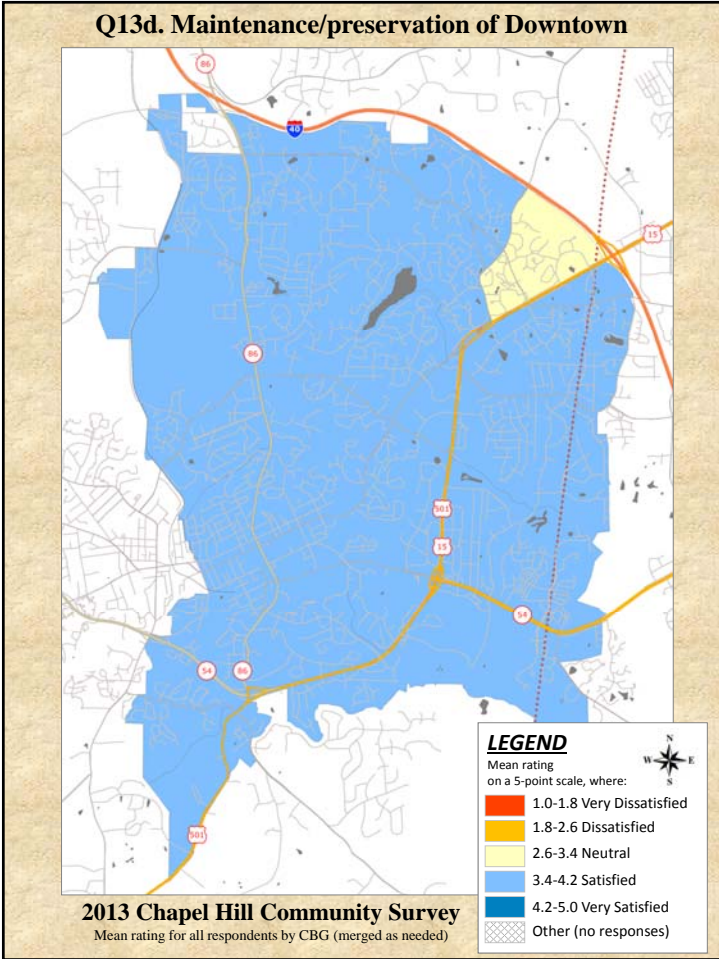 Q13d. Maintenance/preservation of Downtown
86
40
15
86
501
15
54
54
86
501
LEGEND
Mean rating
on a 5-point scale, where:
N
W E
S
1.0-1.8 Very Dissatisfied
1.8-2.6 Dissatisfied
2.6-3.4 Neutral
3.4-4.2 Satisfied
4.2-5.0 Very Satisfied
Other (no responses)
2013 Chapel Hill Community Survey
Mean rating for all respondents by CBG (merged as needed)